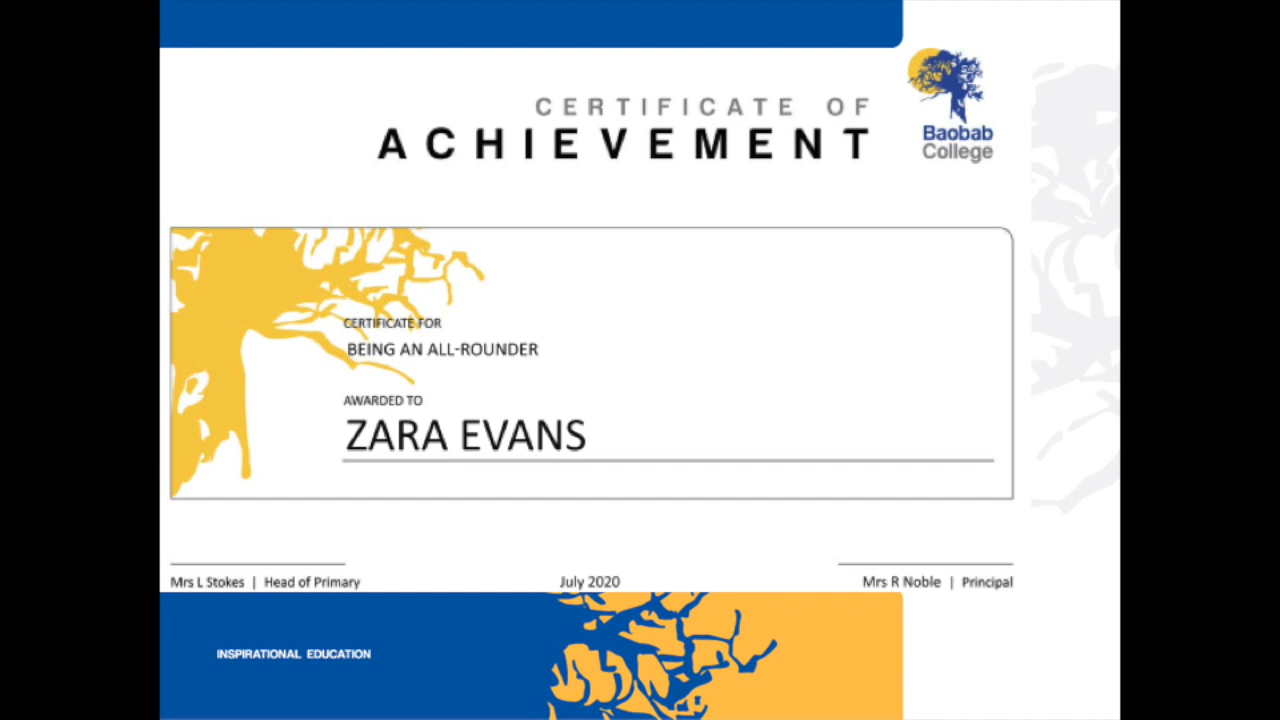 CERTIFICATE OF
ACHIEVEMENT
Baobab
College
CERTIFICATE FOR
BEING AN ALL-ROUNDER
AWARDED TO
ZARA EVANS
Mrs L Stokes | Head of Primary
July 2020
Mrs R Noble | Principal
INSPIRATIONAL EDUCATION